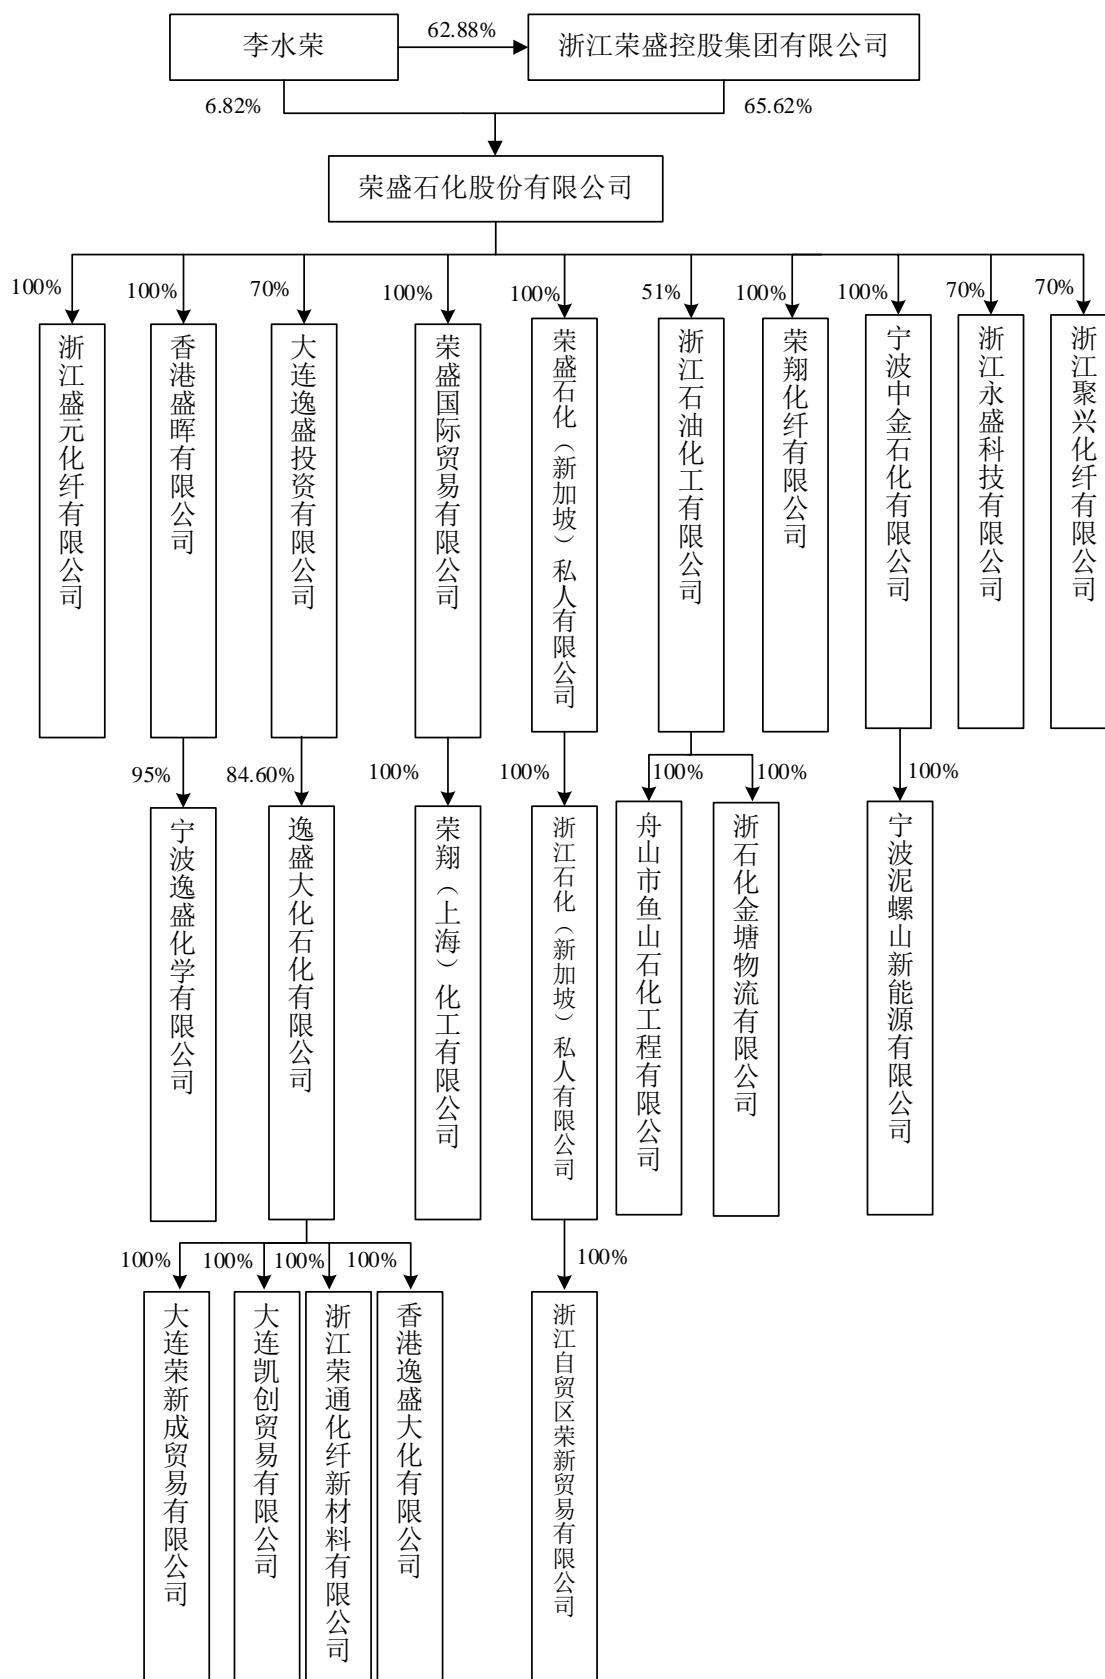 李水荣
62.88%
浙江荣盛控股集团有限公司
6.82%
65.62%
荣盛石化股份有限公司
100%
100%
70%
100%
100%
51%
100%
100%
70%
70%
浙江盛元化纤有限公司
香港盛晖有限公司
大连逸盛投资有限公司
荣盛国际贸易有限公司
荣盛石化（新加坡）私人有限公司
浙江石油化工有限公司
荣翔化纤有限公司
宁波中金石化有限公司
浙江永盛科技有限公司
浙江聚兴化纤有限公司
95%
84.60%
100%
100%
100%
100%
100%
宁波逸盛化学有限公司
逸盛大化石化有限公司
荣翔（上海）化工有限公司
浙江石化（新加坡）私人有限公司
舟山市鱼山石化工程有限公司
浙石化金塘物流有限公司
宁波泥螺山新能源有限公司
100%
100%
100%
100%
100%
大连荣新成贸易有限公司
大连凯创贸易有限公司
浙江荣通化纤新材料有限公司
香港逸盛大化有限公司
浙江自贸区荣新贸易有限公司